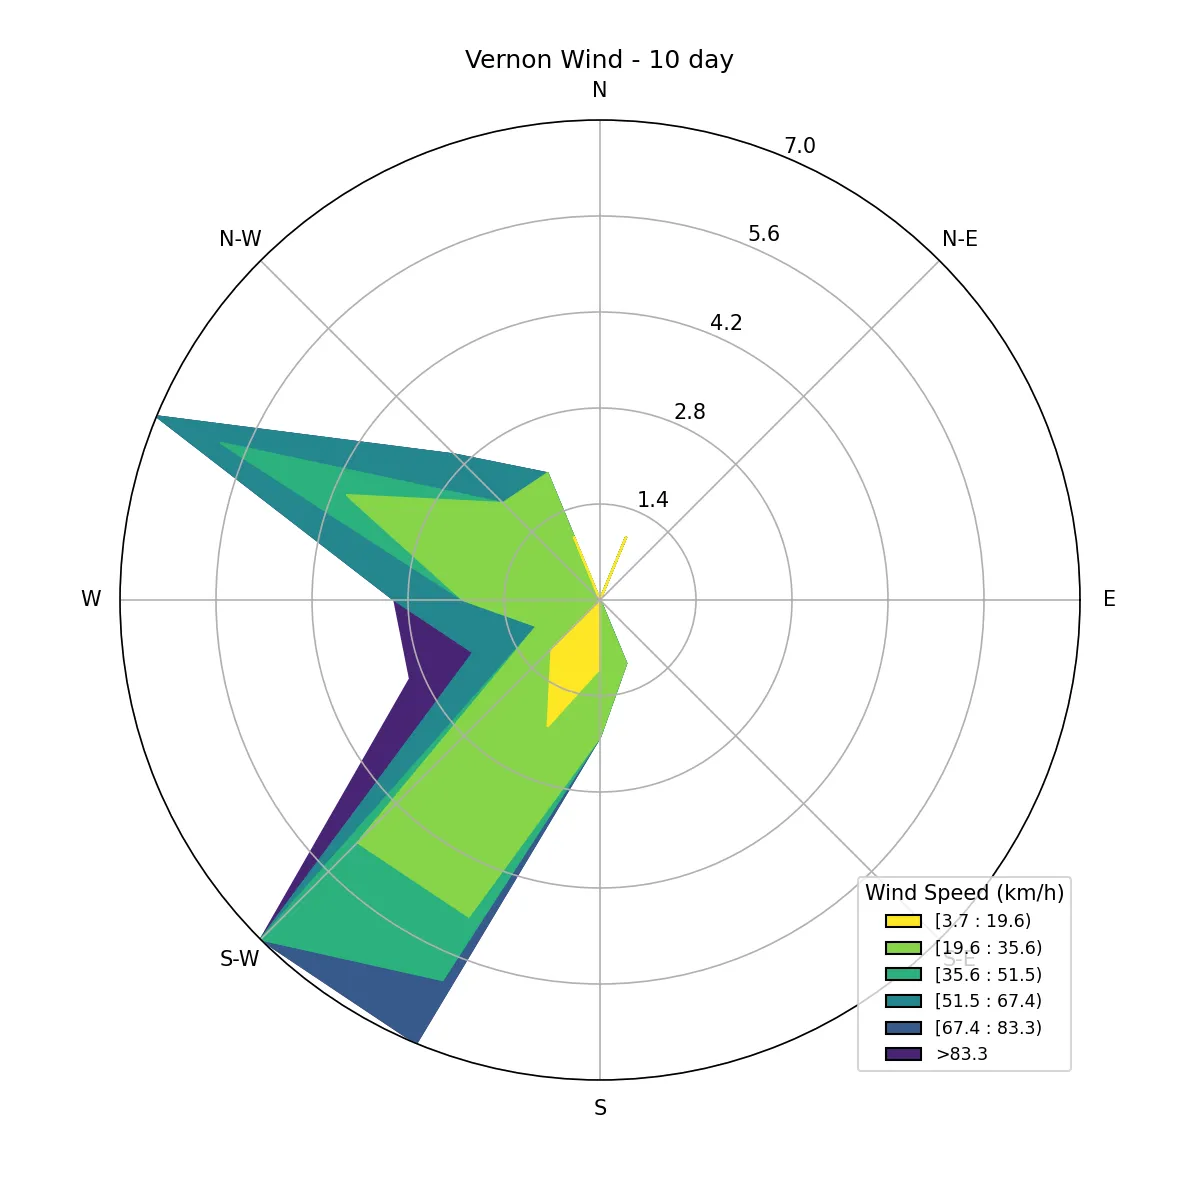 Vernon Wind - 10 day
N
7.0
N-W
5.6
N-E
4.2
2.8
1.4
W
E
Wind Speed (km/h)
[3.7 : 19.6)
[19.6 : 35.6)
S-W
S-E
[35.6 : 51.5)
[51.5 : 67.4)
[67.4 : 83.3)
>83.3
S